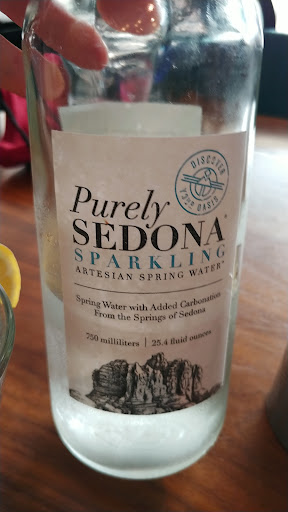 DISCOVER
YOUR OASIS
Purely
SEDONA®
SPARKLING
ARTESIAN SPRING WATER™
Spring Water with Added Carbonation
From the Springs of Sedona
750 milliliters | 25.4 fluid ounces